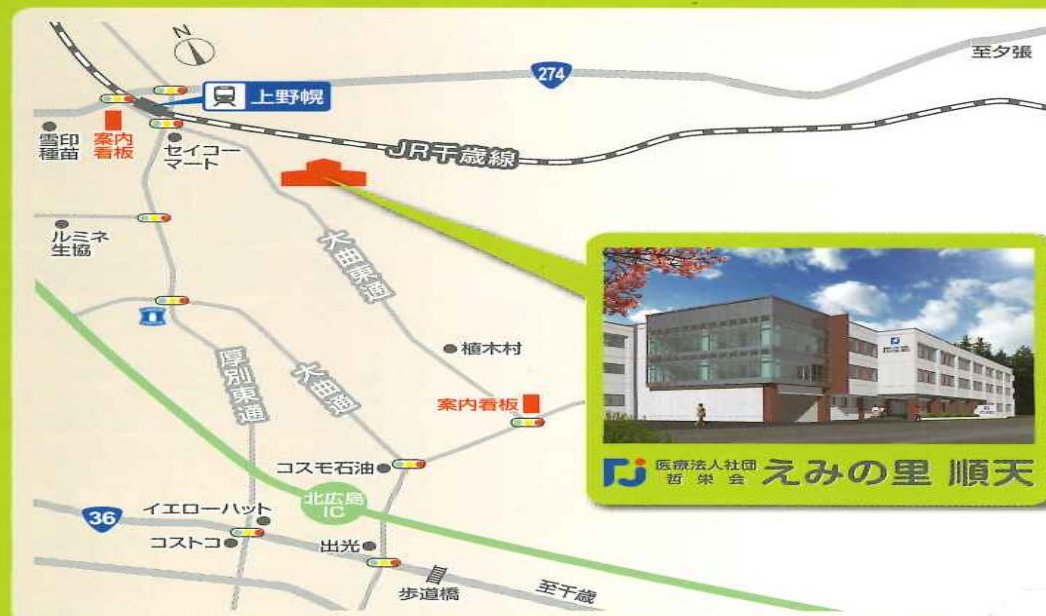 N
至夕張
274
上野幌
雪印
種苗
案内
看板
セイコー
マート
JR千歳線
ルミネ
生協
大曲東通
厚別東通
大曲通
植木村
案内看板
コスモ石油
北広島
IC
36
イエローハット
コストコ
出光
歩道橋
至千歳
医療法人社団
哲栄会
えみの里 順天